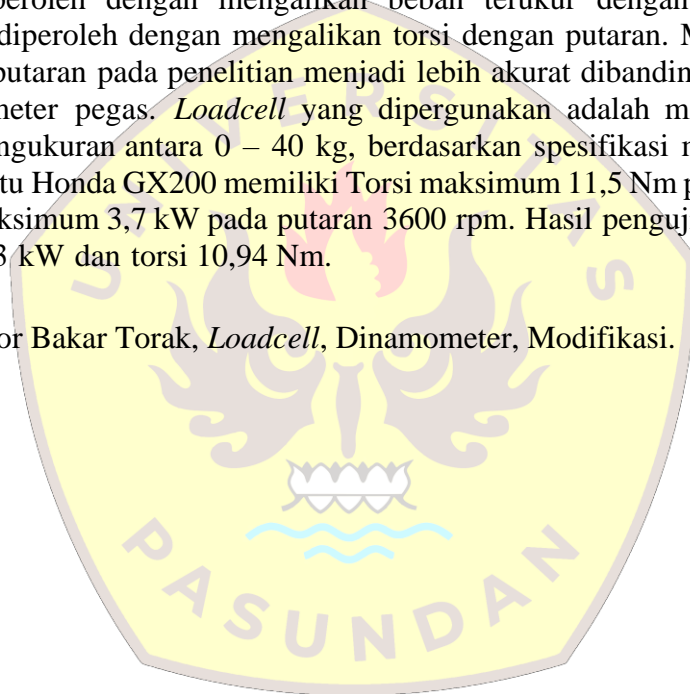 peroleh dengan mengalikan beban terukur dengan
diperoleh dengan mengalikan torsi dengan putaran. M
putaran pada penelitian menjadi lebih akurat dibandin
meter pegas. Loadcell yang dipergunakan adalah m
ngukuran antara 0 – 40 kg, berdasarkan spesifikasi m
tu Honda GX200 memiliki Torsi maksimum 11,5 Nm p
ksimum 3,7 kW pada putaran 3600 rpm. Hasil penguj
3 kW dan torsi 10,94 Nm.
or Bakar Torak, Loadcell, Dinamometer, Modifikasi.
UNIVERSITAS
PASUNDAN